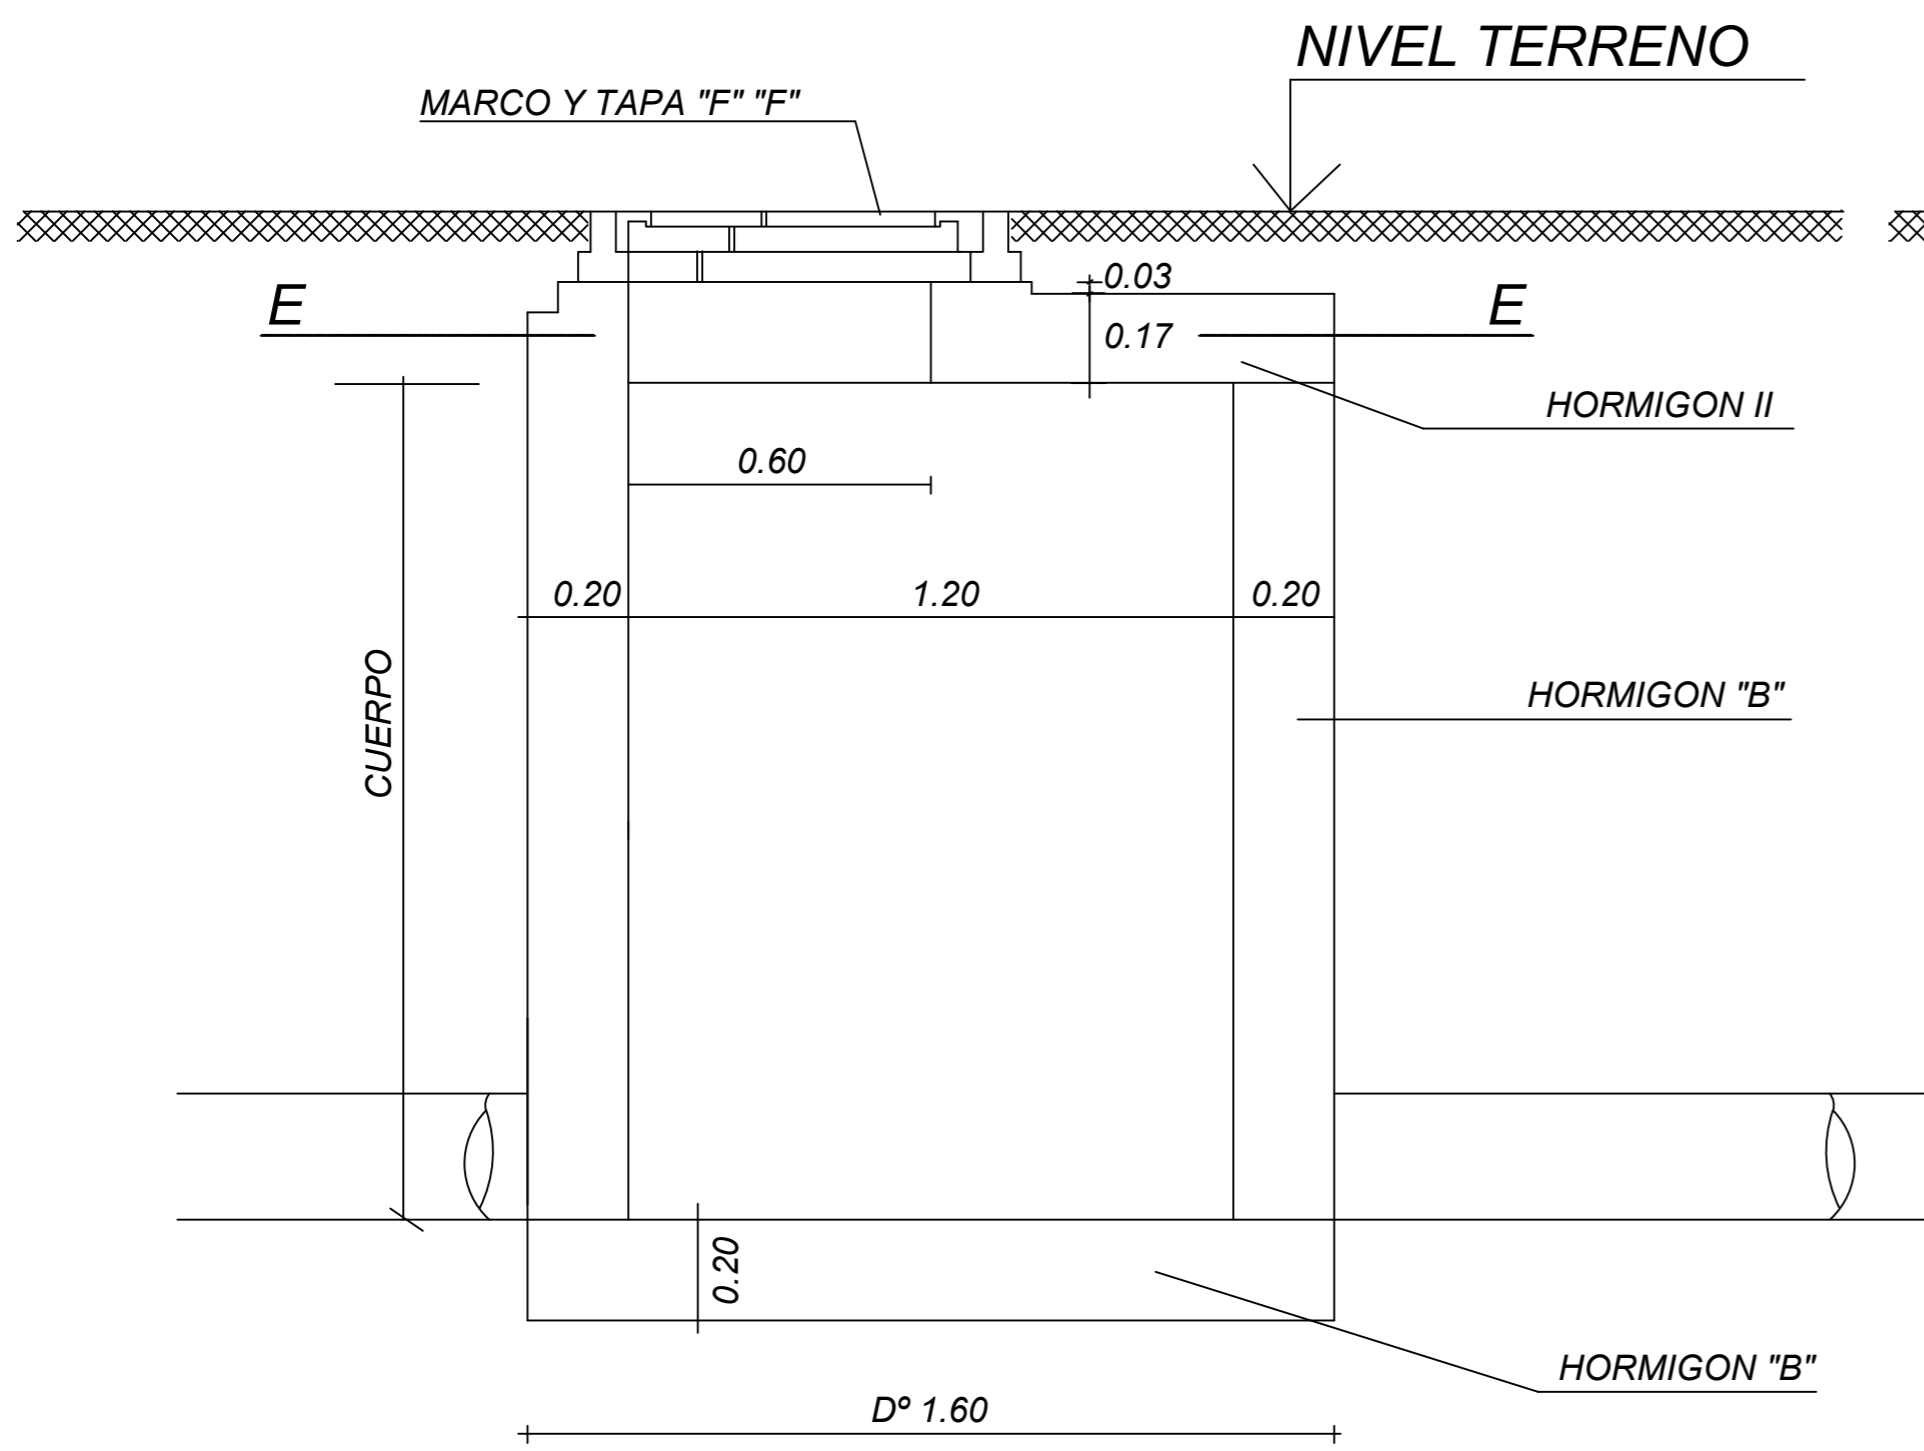 NIVEL TERRENO
MARCO Y TAPA "F" "F"
0.03
E
E
0.17
HORMIGON II
0.60
0.20
1.20
0.20
CUERPO
HORMIGON "B"
0.20
HORMIGON "B"
Dº 1.60